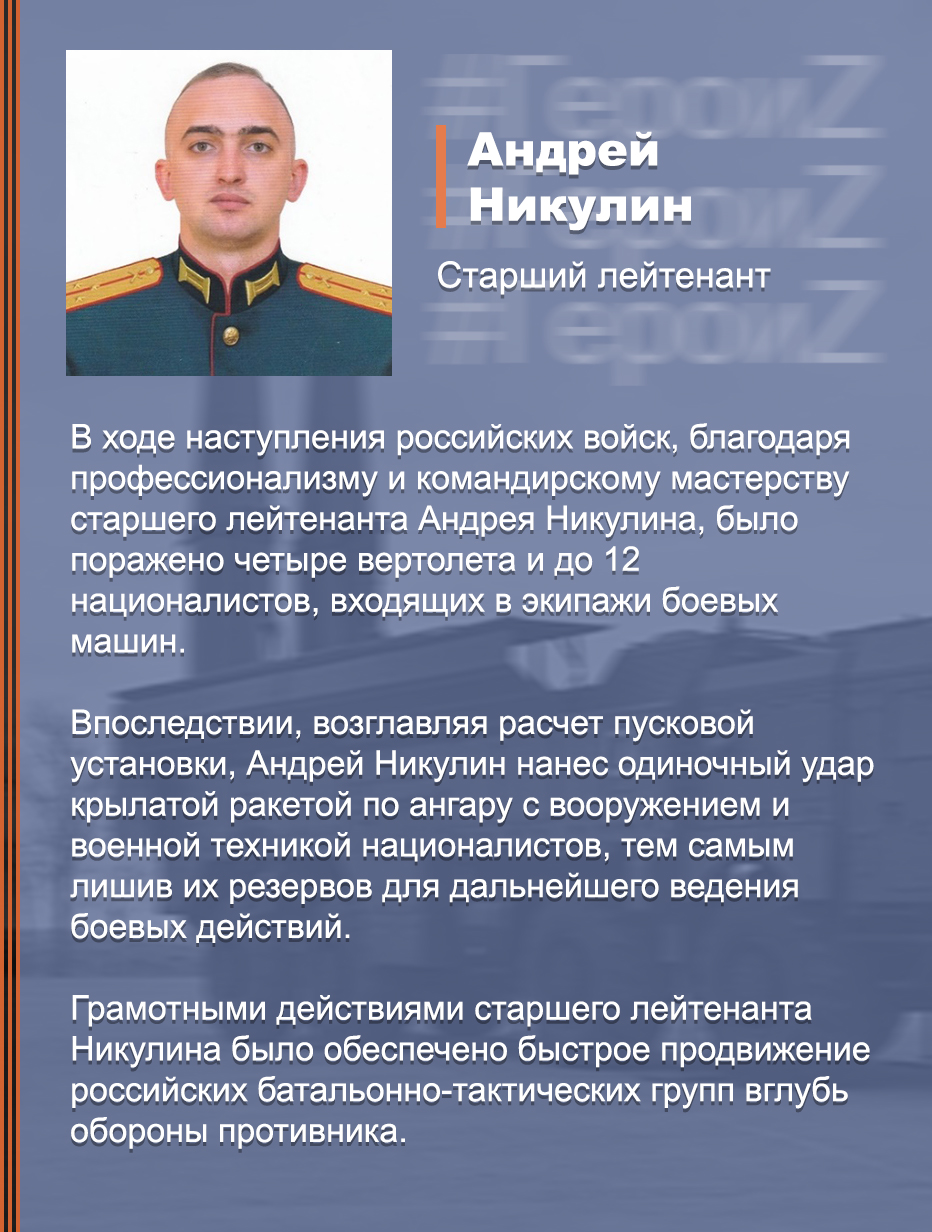 #ГероиZ
Андрей
#ГероиZ
Никулин
Старший лейтенант
#ГероиZ
В ходе наступления российских войск, благодаря
профессионализму и командирскому мастерству
старшего лейтенанта Андрея Никулина, было
поражено четыре вертолета и до 12
националистов, входящих в экипажи боевых
машин.
Впоследствии, возглавляя расчет пусковой
установки, Андрей Никулин нанес одиночный удар
крылатой ракетой по ангару с вооружением и
военной техникой националистов, тем самым
лишив их резервов для дальнейшего ведения
боевых действий.
Грамотными действиями старшего лейтенанта
Никулина было обеспечено быстрое продвижение
российских батальонно-тактических групп вглубь
обороны противника.